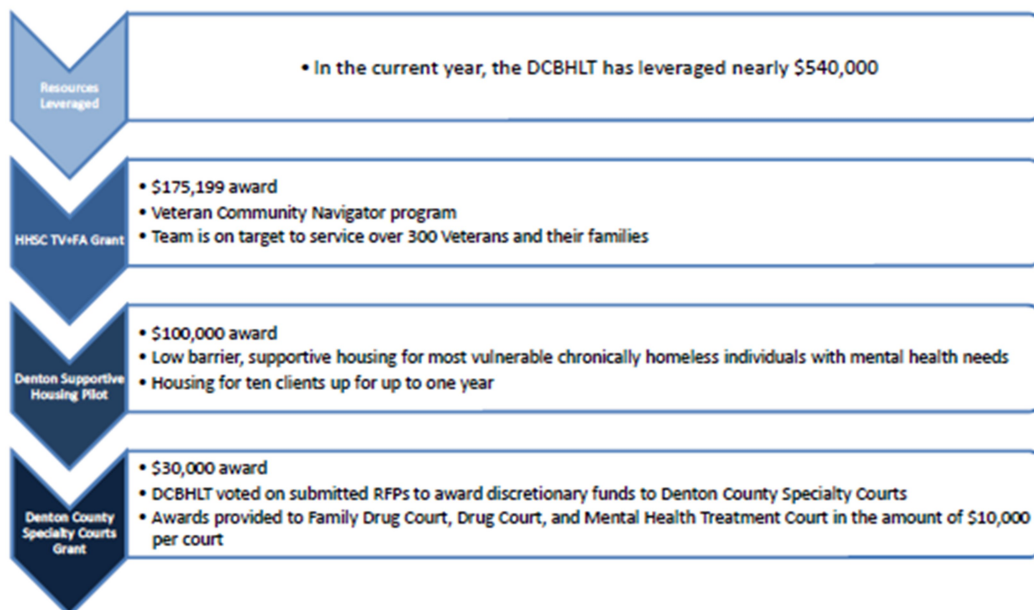 Resources
Leveraged
• In the current year, the DCBHLT has leveraged nearly $540,000
HHSC TV+FA Grant
• $175,199 award
• Veteran Community Navigator program
• Team is on target to service over 300 Veterans and their families
Denton Supportive
Housing Pilot
• $100,000 award
• Low barrier, supportive housing for most vulnerable chronically homeless individuals with mental health needs
• Housing for ten clients up for up to one year
Denton County
Specialty Courts
Grant
• $30,000 award
• DCBHLT voted on submitted RFPs to award discretionary funds to Denton County Specialty Courts
• Awards provided to Family Drug Court, Drug Court, and Mental Health Treatment Court in the amount of $10,000
per court